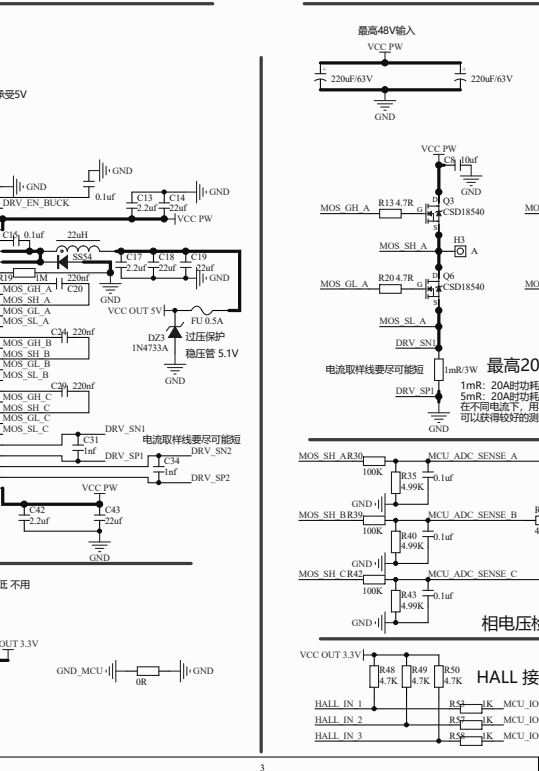 承受5V
GND
GND
DRV_EN_BUCK
0.1uf
C13
C14
2.2uf
22uf
GND
VCC PW
C15
0.1uf
22uH
SS54
C17
C18
C19
2.2uf
22uf
22uf
GND
R19
1M
220nf
C20
GND
MOS_GH_A
MOS_SH_A
MOS_GL_A
MOS_SL_A
VCC OUT 5V
FU 0.5A
DZ3
1N4733A
过压保护
稳压管 5.1V
GND
C24
220nf
MOS_GH_B
MOS_SH_B
MOS_GL_B
MOS_SL_B
C29
220nf
MOS_GH_C
MOS_SH_C
MOS_GL_C
MOS_SL_C
DRV_SN1
C31
1nf
DRV_SP1
电流取样线要尽可能短
DRV_SN2
C34
1nf
DRV_SP2
VCC PW
C42
2.2uf
C43
22uf
GND
低 不用
OUT 3.3V
GND_MCU
0R
GND
最高48V输入
VCC PW
220uF/63V
220uF/63V
GND
VCC PW
C8
10uf
GND
MOS_GH_A
R13 4.7R
G
D
S
Q3
CSD18540
MO
MOS_SH_A
H3
A
MOS_GL_A
R20 4.7R
G
D
S
Q6
CSD18540
MO
MOS_SL_A
DRV_SN1
电流取样线要尽可能短
1mR/3W
最高20
DRV_SP1
1mR：20A时功耗
5mR：20A时功耗
在不同电流下，用
可以获得较好的测
GND
MOS_SH_A
R30
100K
MCU_ADC_SENSE_A
R35
4.99K
0.1uf
GND
MOS_SH_B
R39
100K
MCU_ADC_SENSE_B
R
4
R40
4.99K
0.1uf
GND
MOS_SH_C
R42
100K
MCU_ADC_SENSE_C
R43
4.99K
0.1uf
GND
相电压检
VCC OUT 3.3V
R48
4.7K
R49
4.7K
R50
4.7K
HALL 接
HALL_IN_1
R53
1K
MCU_IO
HALL_IN_2
R57
1K
MCU_IO
HALL_IN_3
R58
1K
MCU_IO
3